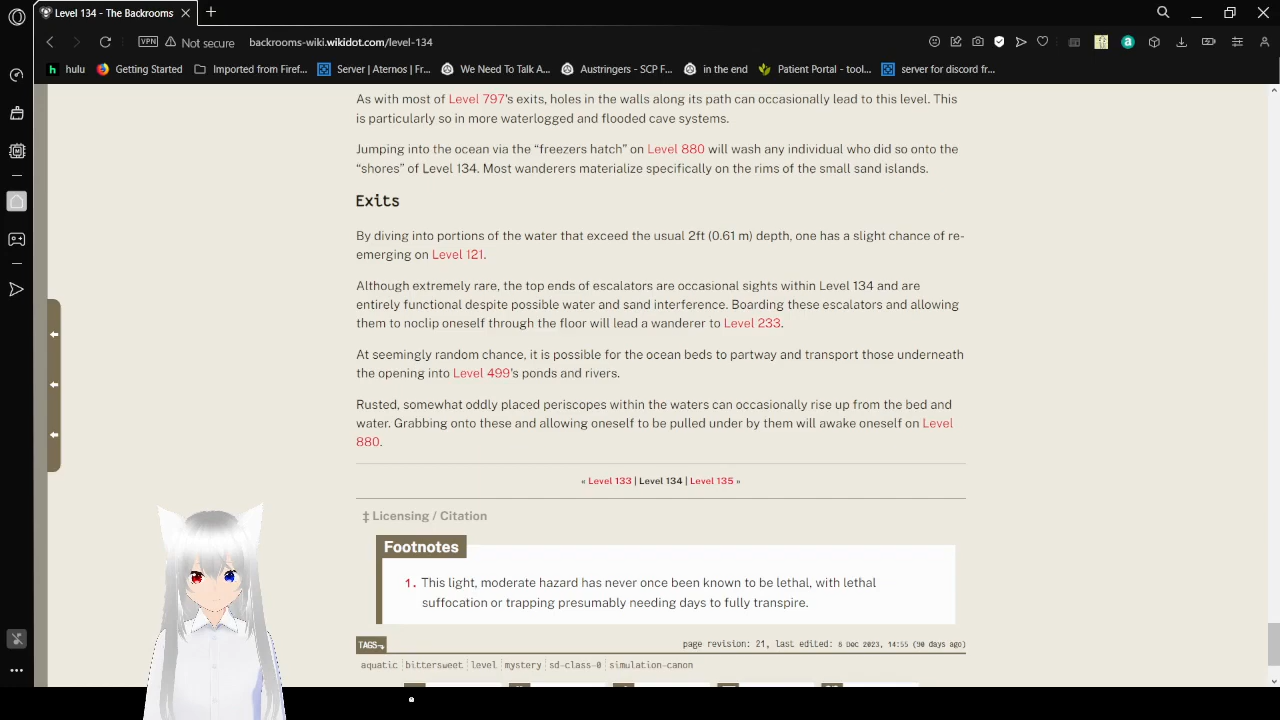 Level 134 - The Backrooms
VPN Not secure backrooms-wiki.wikidot.com/level-134
hulu Getting Started Imported from Firef... Server | Aternos | Fr... We Need To Talk A... Austringers - SCP F... in the end Patient Portal - tool... server for discord fr...
As with most of Level 797's exits, holes in the walls along its path can occasionally lead to this level. This
is particularly so in more waterlogged and flooded cave systems.
Jumping into the ocean via the “freezers hatch” on Level 880 will wash any individual who did so onto the
“shores” of Level 134. Most wanderers materialize specifically on the rims of the small sand islands.
Exits
By diving into portions of the water that exceed the usual 2ft (0.61 m) depth, one has a slight chance of re-
emerging on Level 121.
Although extremely rare, the top ends of escalators are occasional sights within Level 134 and are
entirely functional despite possible water and sand interference. Boarding these escalators and allowing
them to noclip oneself through the floor will lead a wanderer to Level 233.
At seemingly random chance, it is possible for the ocean beds to partway and transport those underneath
the opening into Level 499's ponds and rivers.
Rusted, somewhat oddly placed periscopes within the waters can occasionally rise up from the bed and
water. Grabbing onto these and allowing oneself to be pulled under by them will awake oneself on Level
880.
« Level 133 | Level 134 | Level 135 »
‡ Licensing / Citation
Footnotes
1. This light, moderate hazard has never once been known to be lethal, with lethal
suffocation or trapping presumably needing days to fully transpire.
TAGS page revision: 21, last edited: 6 Dec 2023, 14:55 (90 days ago)
aquatic bittersweet level mystery sd-class-0 simulation-canon